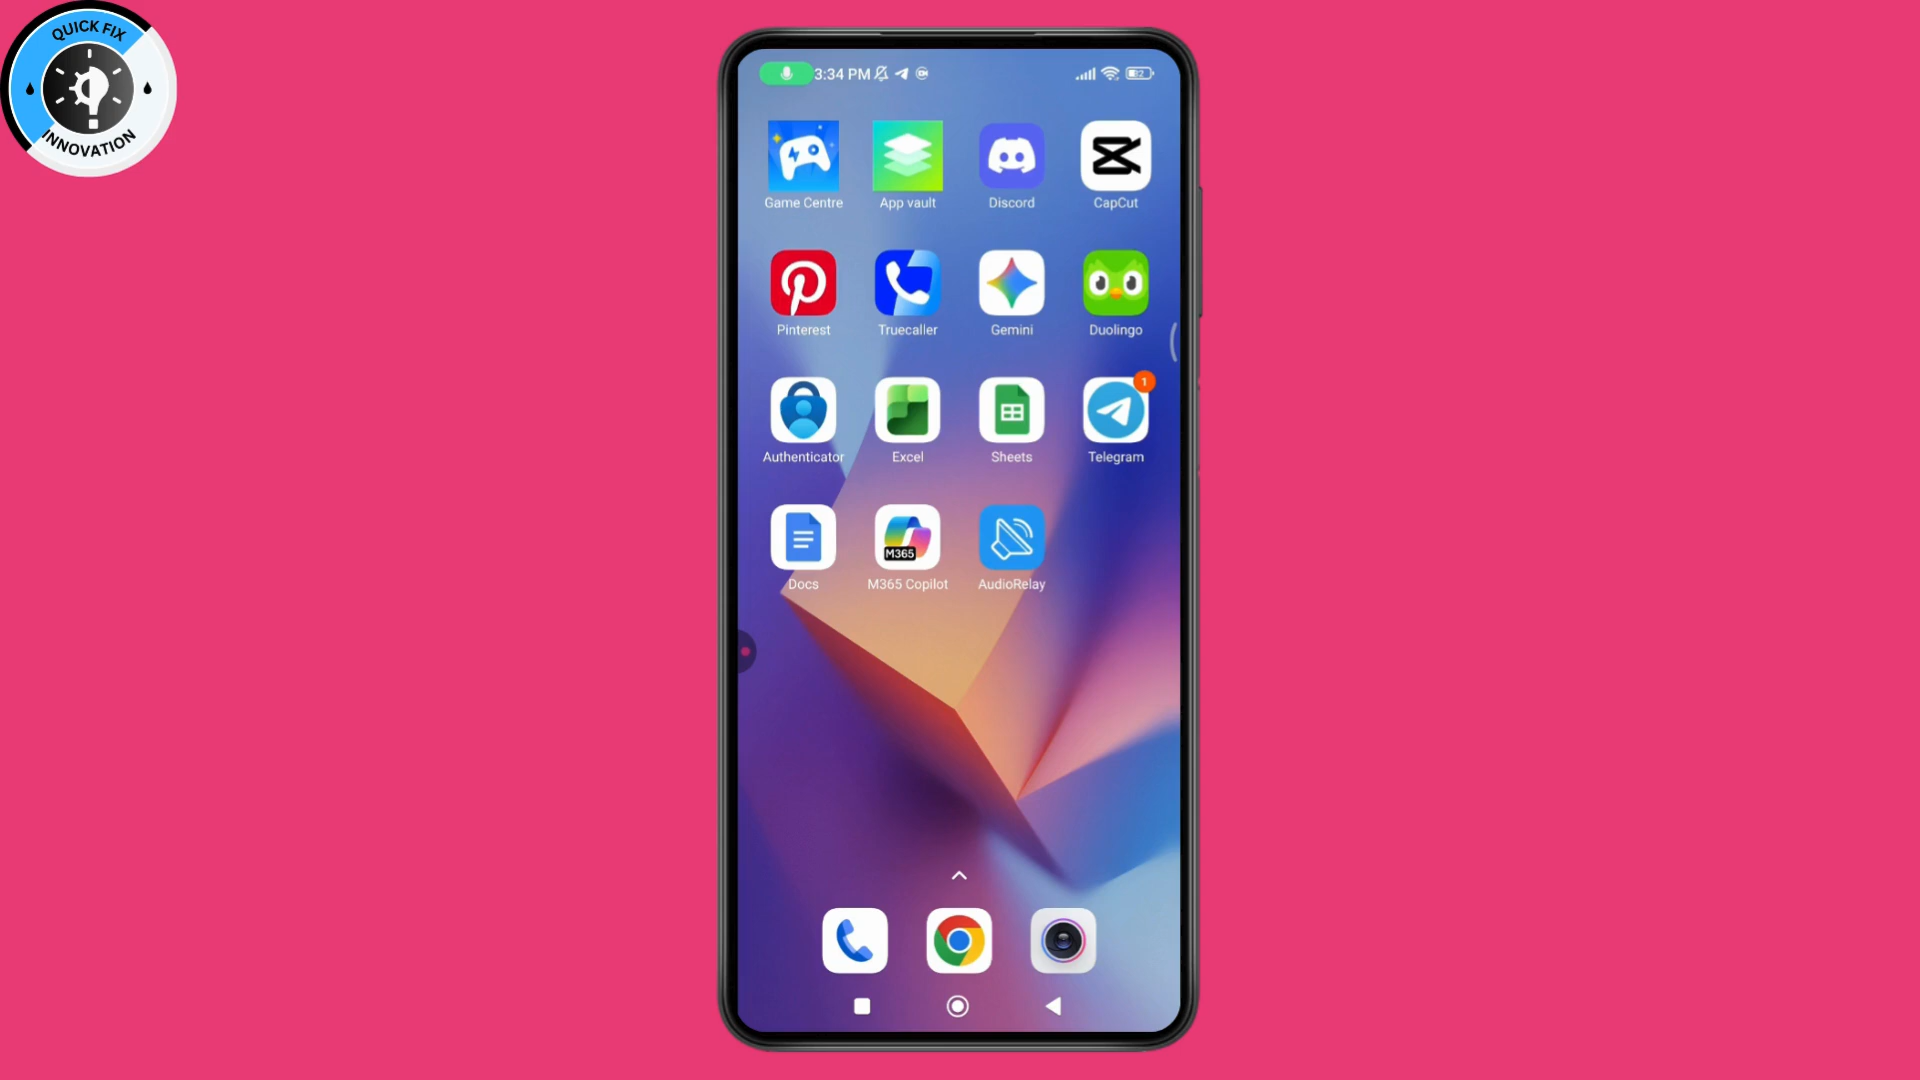 QUICK FIX
INNOVATION
3:34 PM
82
Game Centre
App vault
Discord
CapCut
Pinterest
Truecaller
Gemini
Duolingo
1
Authenticator
Excel
Sheets
Telegram
M365
Docs
M365 Copilot
AudioRelay